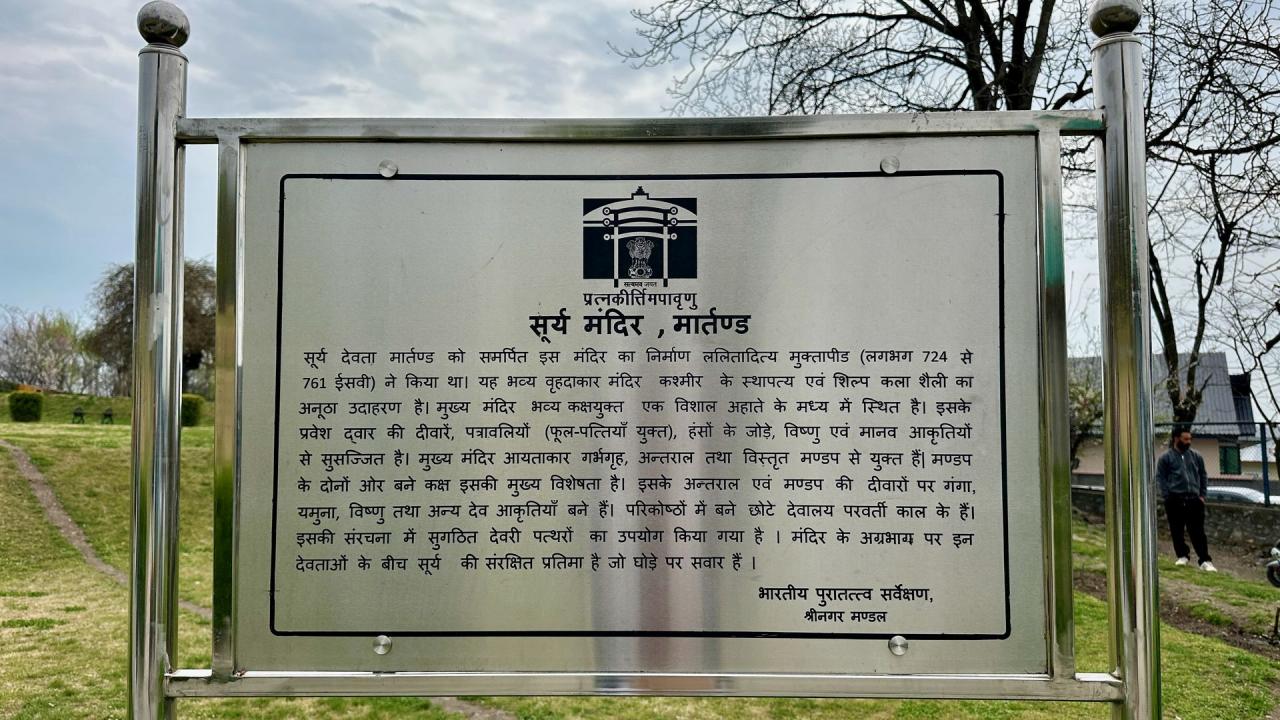 सत्यमेव जयते
प्रत्नकीर्त्तिमपावृणु
सूर्य मंदिर , मार्तण्ड
सूर्य देवता मार्तण्ड को समर्पित इस मंदिर का निर्माण ललितादित्य मुक्तापीड (लगभग 724 से
761 ईसवी) ने किया था। यह भव्य वृहदाकार मंदिर कश्मीर के स्थापत्य एवं शिल्प कला शैली का
अनूठा उदाहरण है। मुख्य मंदिर भव्य कक्षयुक्त एक विशाल अहाते के मध्य में स्थित है। इसके
प्रवेश द्वार की दीवारें, पत्रावलियों (फूल-पत्तियाँ युक्त), हंसों के जोड़े, विष्णु एवं मानव आकृतियों
से सुसज्जित है। मुख्य मंदिर आयताकार गर्भगृह, अन्तराल तथा विस्तृत मण्डप से युक्त हैं। मण्डप
के दोनों ओर बने कक्ष इसकी मुख्य विशेषता है। इसके अन्तराल एवं मण्डप की दीवारों पर गंगा,
यमुना, विष्णु तथा अन्य देव आकृतियाँ बने हैं। परिकोष्ठों में बने छोटे देवालय परवर्ती काल के हैं।
इसकी संरचना में सुगठित देवरी पत्थरों का उपयोग किया गया है । मंदिर के अग्रभाग पर इन
देवताओं के बीच सूर्य की संरक्षित प्रतिमा है जो घोड़े पर सवार हैं ।
भारतीय पुरातत्त्व सर्वेक्षण,
श्रीनगर मण्डल